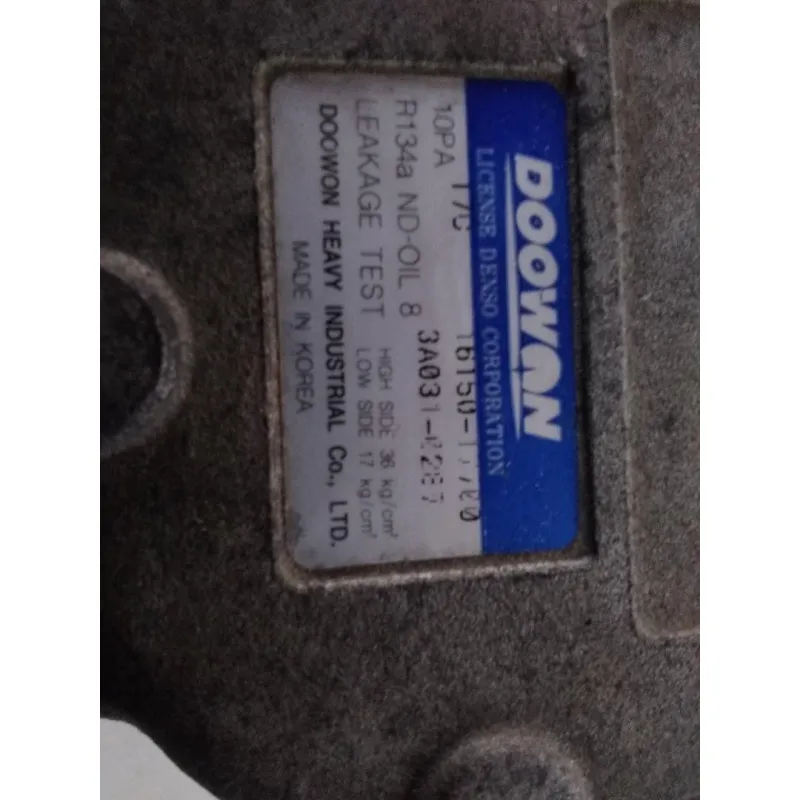 DOOWON
LICENSE DENSO CORPORATION
10PA 17C
R134a ND-OIL 8
LEAKAGE TEST HIGH SIDE 36 kg/cm²
LOW SIDE 17 kg/cm²
DOOWON HEAVY INDUSTRIAL Co., LTD.
MADE IN KOREA